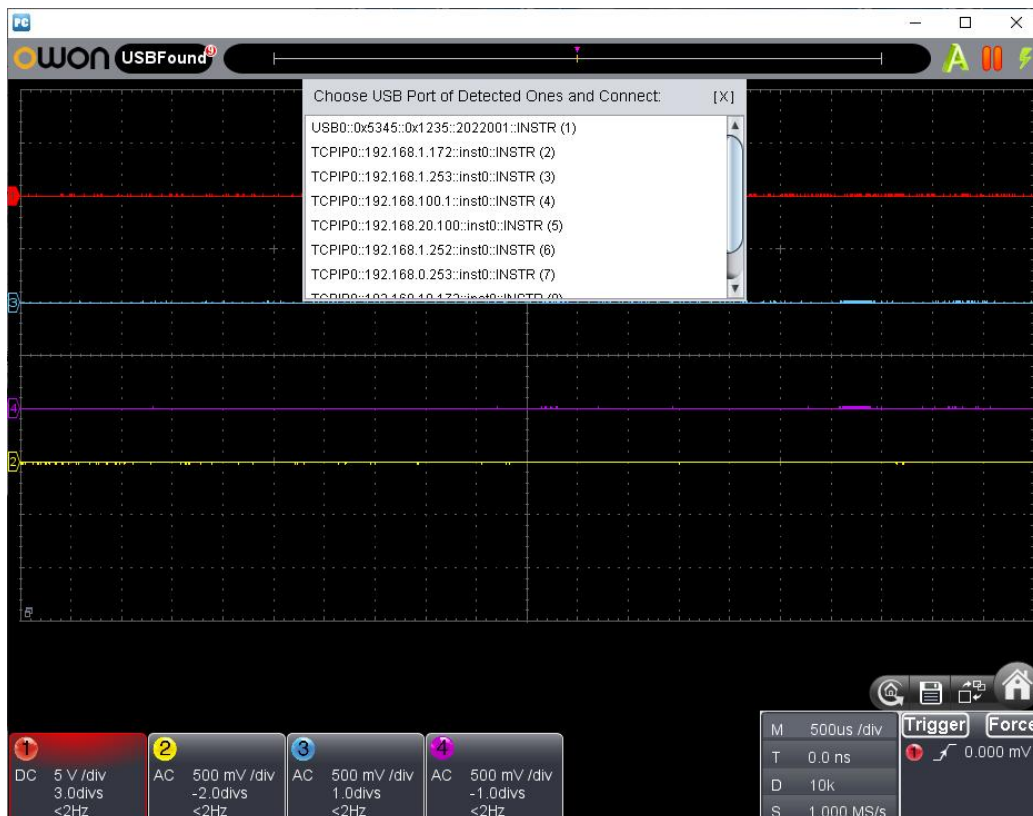 PC
OWON USBFound 9
Choose USB Port of Detected Ones and Connect: [X]
USB0::0x5345::0x1235::2022001::INSTR (1)
TCPIP0::192.168.1.172::inst0::INSTR (2)
TCPIP0::192.168.1.253::inst0::INSTR (3)
TCPIP0::192.168.100.1::inst0::INSTR (4)
TCPIP0::192.168.20.100::inst0::INSTR (5)
TCPIP0::192.168.1.252::inst0::INSTR (6)
TCPIP0::192.168.0.253::inst0::INSTR (7)
3
4
2
M 500us /div
T 0.0 ns
D 10k
S 1.000 MS/s
Trigger Force
1 0.000 mV
1
DC 5 V /div
3.0divs
<2Hz
2
AC 500 mV /div
-2.0divs
<2Hz
3
AC 500 mV /div
1.0divs
<2Hz
4
AC 500 mV /div
-1.0divs
<2Hz